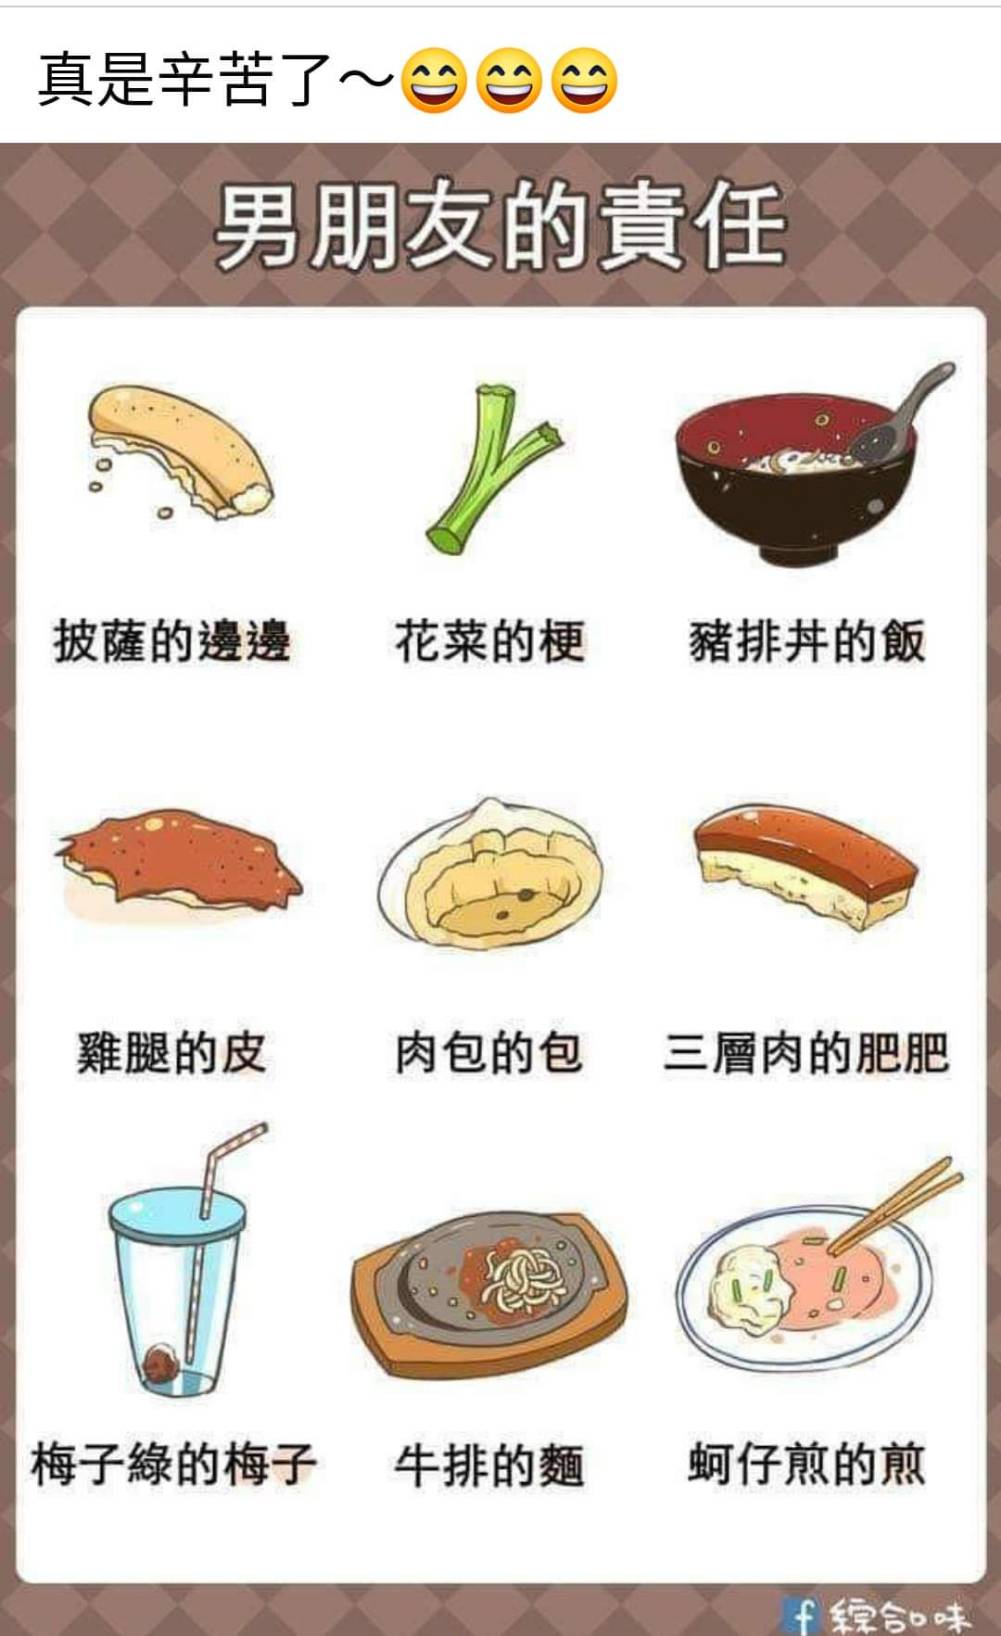 真是辛苦了～😄😄😄
男朋友的責任
披薩的邊邊
花菜的梗
豬排丼的飯
雞腿的皮
肉包的包
三層肉的肥肥
梅子綠的梅子
牛排的麵
蚵仔煎的煎
f 綜合口味